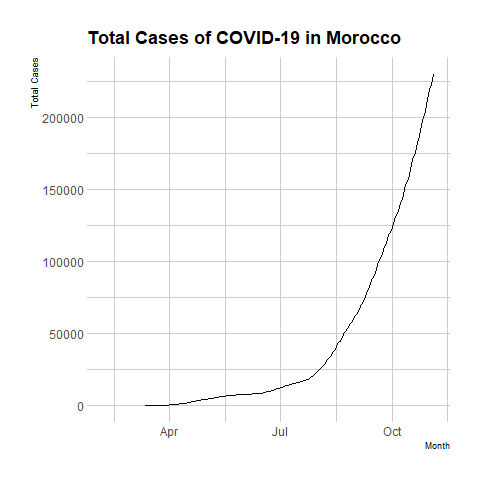 Total Cases of COVID-19 in Morocco
Total Cases
200000
150000
100000
50000
0
Apr Jul Oct
Month